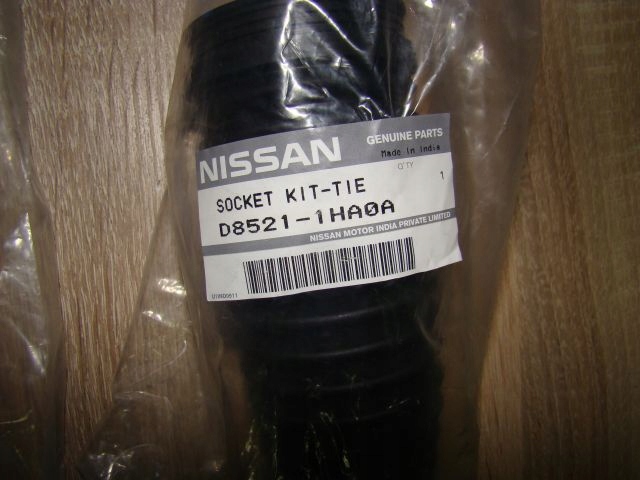 NISSAN
GENUINE PARTS
Made in India
Q'TY
SOCKET KIT-TIE
1
D8521-1HA0A
NISSAN MOTOR INDIA PRIVATE LIMITED